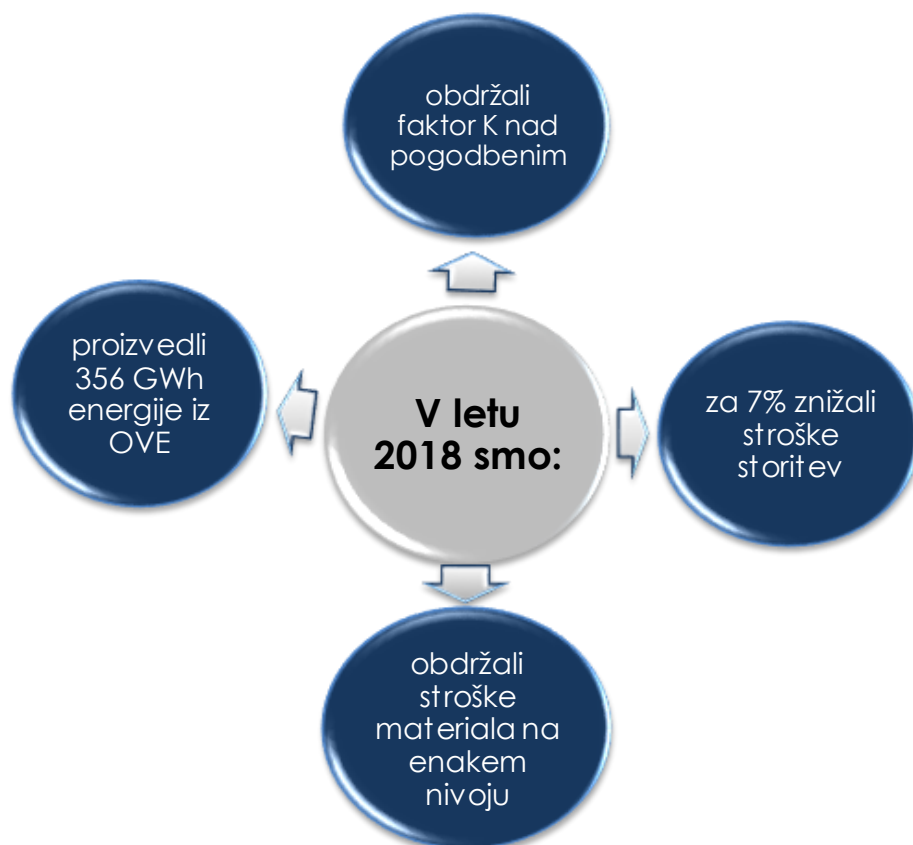 obdržali
faktor K nad
pogodbenim
proizvedli
356 GWh
energije iz
OVE
V letu
2018 smo:
za 7% znižali
stroške
storitev
obdržali
stroške
materiala na
enakem
nivoju